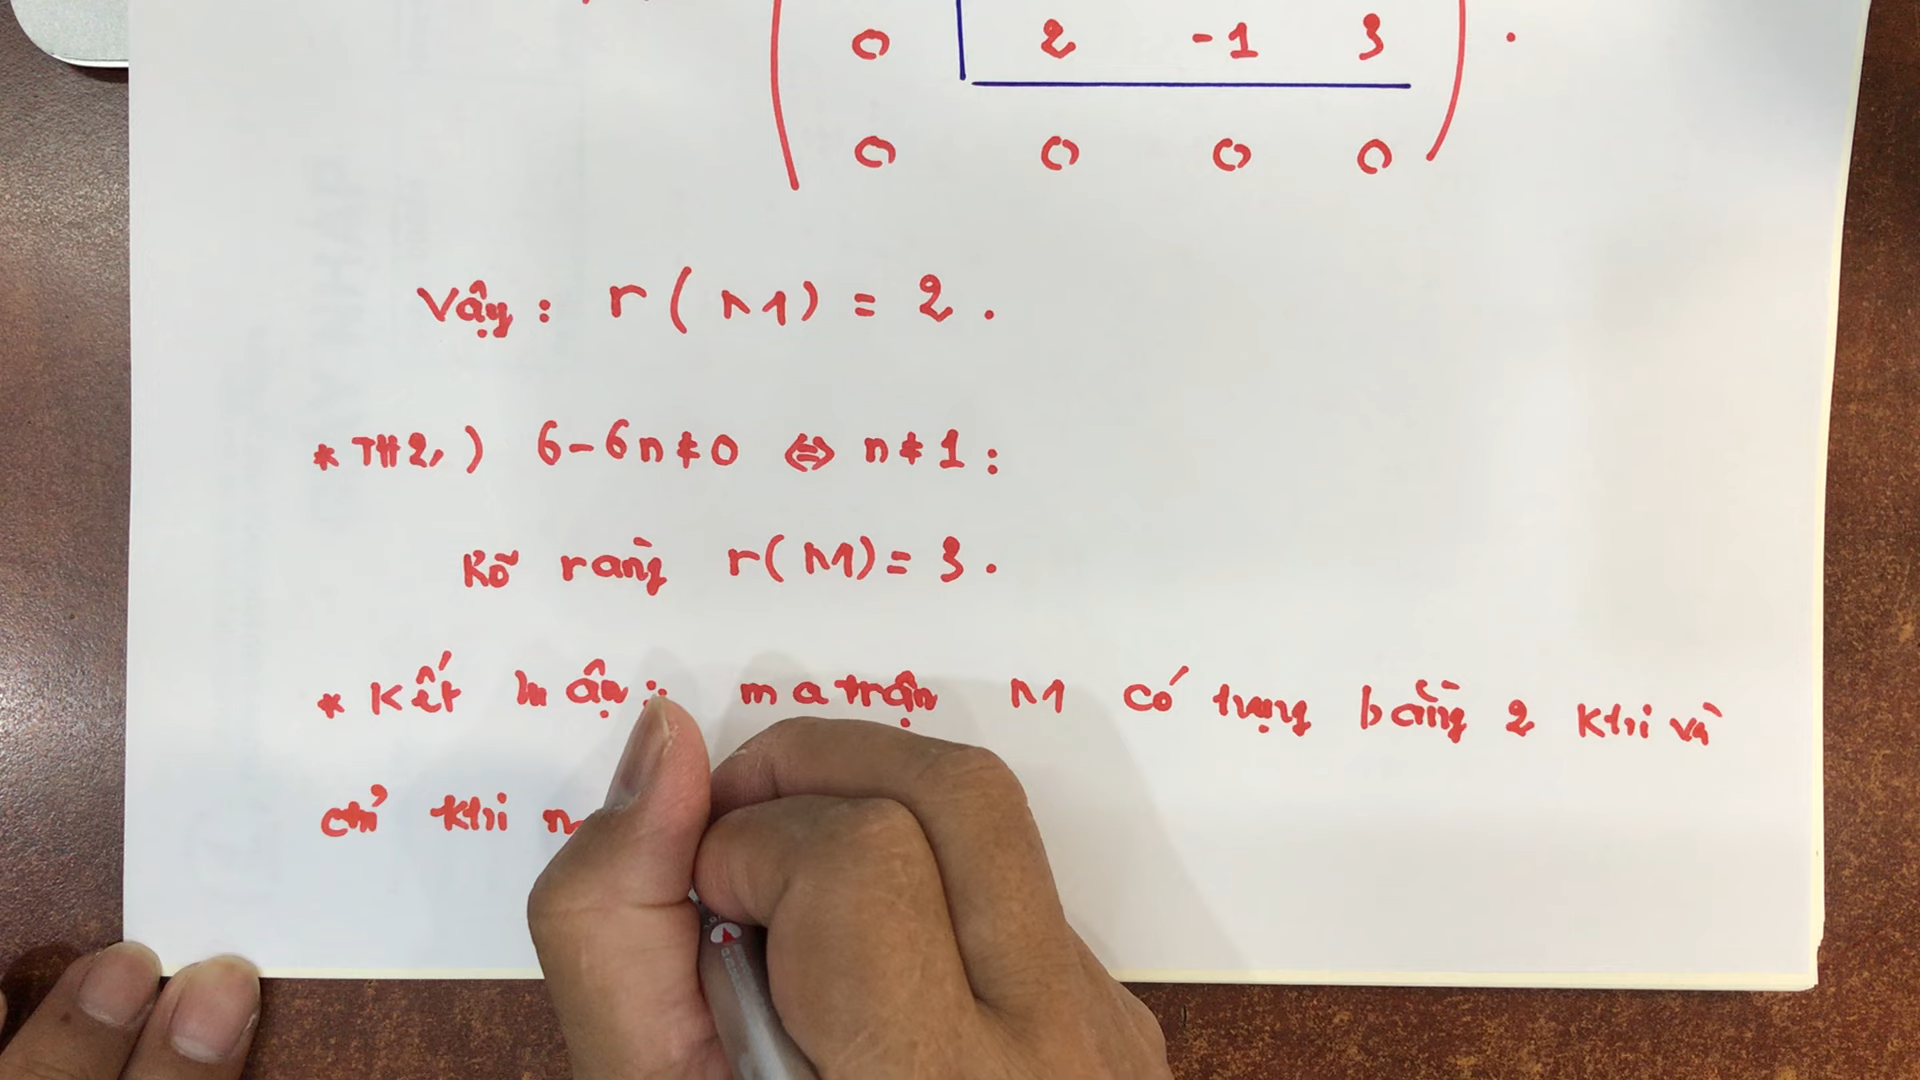 0 2 -1 3 .
0 0 0 0
Vậy: r(M) = 2.
* TH2,) 6-6n≠0 ⇔ n≠1:
Rõ ràng r(M) = 3.
* Kết luận: ma trận M có hạng bằng 2 khi và
chỉ khi n